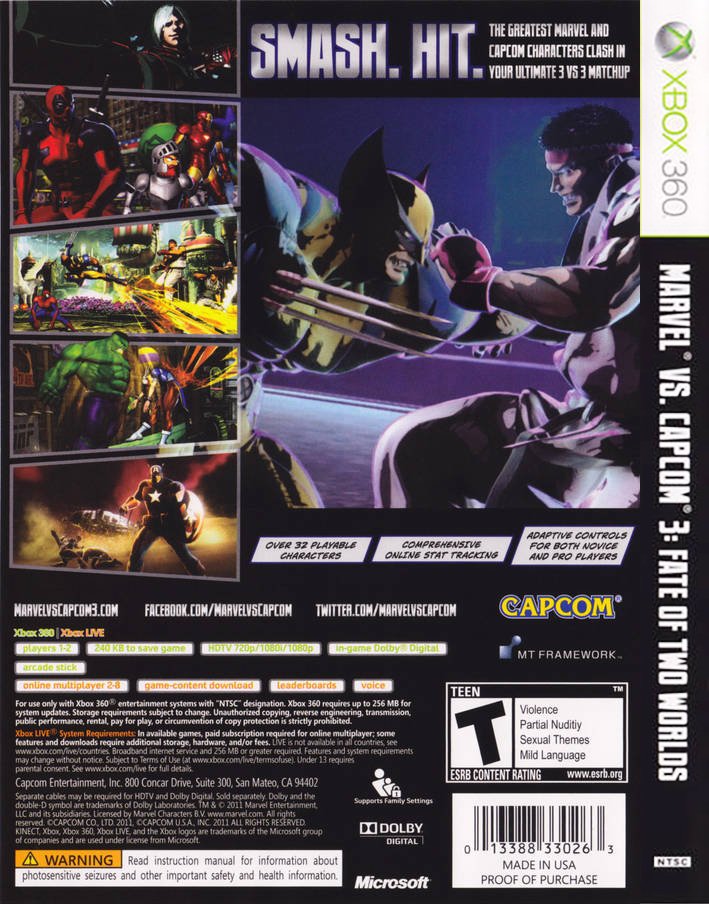 SMASH. HIT.
THE GREATEST MARVEL AND
CAPCOM CHARACTERS CLASH IN
YOUR ULTIMATE 3 VS 3 MATCHUP
OVER 32 PLAYABLE
CHARACTERS
COMPREHENSIVE
ONLINE STAT TRACKING
ADAPTIVE CONTROLS
FOR BOTH NOVICE
AND PRO PLAYERS
MARVELVSCAPCOM3.COM
FACEBOOK.COM/MARVELVSCAPCOM
TWITTER.COM/MARVELVSCAPCOM
CAPCOM®
MT FRAMEWORK™
Xbox 360 | Xbox LIVE
players 1-2
240 KB to save game
HDTV 720p/1080i/1080p
in-game Dolby® Digital
arcade stick
online multiplayer 2-8
game-content download
leaderboards
voice
For use only with Xbox 360® entertainment systems with "NTSC" designation. Xbox 360 requires up to 256 MB for
system updates. Storage requirements subject to change. Unauthorized copying, reverse engineering, transmission,
public performance, rental, pay for play, or circumvention of copy protection is strictly prohibited.
Xbox LIVE® System Requirements: In available games, paid subscription required for online multiplayer; some
features and downloads require additional storage, hardware, and/or fees. LIVE is not available in all countries, see
www.xbox.com/live/countries. Broadband internet service and 256 MB or greater required. Features and system requirements
may change without notice. Subject to Terms of Use (at www.xbox.com/live/termsofuse). Under 13 requires
parental consent. See www.xbox.com/live for full details.
Capcom Entertainment, Inc. 800 Concar Drive, Suite 300, San Mateo, CA 94402
Separate cables may be required for HDTV and Dolby Digital. Sold separately. Dolby and the
double-D symbol are trademarks of Dolby Laboratories. TM & © 2011 Marvel Entertainment,
LLC and its subsidiaries. Licensed by Marvel Characters B.V. www.marvel.com. All rights
reserved. ©CAPCOM CO., LTD. 2011, ©CAPCOM U.S.A., INC. 2011 ALL RIGHTS RESERVED.
KINECT, Xbox, Xbox 360, Xbox LIVE, and the Xbox logos are trademarks of the Microsoft group
of companies and are used under license from Microsoft.
WARNING
Read instruction manual for information about
photosensitive seizures and other important safety and health information.
Supports Family Settings
DOLBY
DIGITAL
Microsoft®
TEEN
™
T
Violence
Partial Nuditiy
Sexual Themes
Mild Language
ESRB CONTENT RATING
www.esrb.org
0 13388 33026 3
MADE IN USA
PROOF OF PURCHASE
XBOX 360
MARVEL® VS. CAPCOM® 3: FATE OF TWO WORLDS
NTSC